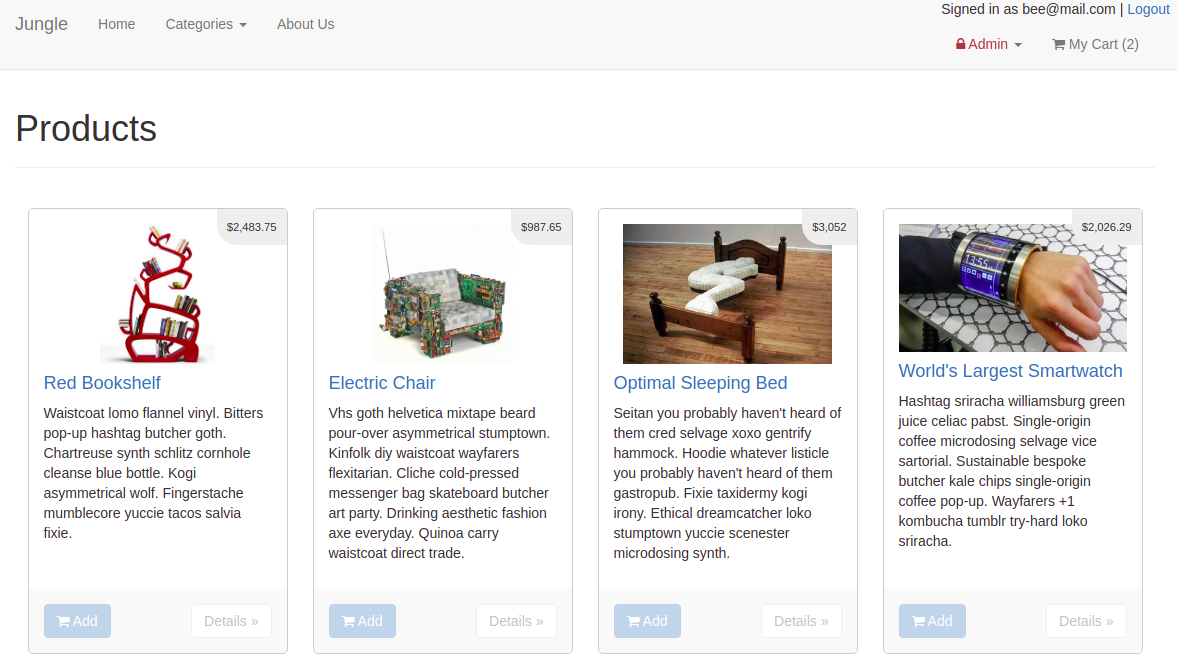 Jungle Home Categories About Us
Signed in as bee@mail.com | Logout
Admin My Cart (2)
Products
$2,483.75
Red Bookshelf
Waistcoat lomo flannel vinyl. Bitters
pop-up hashtag butcher goth.
Chartreuse synth schlitz cornhole
cleanse blue bottle. Kogi
asymmetrical wolf. Fingerstache
mumblecore yuccie tacos salvia
fixie.
Add Details »
$987.65
Electric Chair
Vhs goth helvetica mixtape beard
pour-over asymmetrical stumptown.
Kinfolk diy waistcoat wayfarers
flexitarian. Cliche cold-pressed
messenger bag skateboard butcher
art party. Drinking aesthetic fashion
axe everyday. Quinoa carry
waistcoat direct trade.
Add Details »
$3,052
Optimal Sleeping Bed
Seitan you probably haven't heard of
them cred selvage xoxo gentrify
hammock. Hoodie whatever listicle
you probably haven't heard of them
gastropub. Fixie taxidermy kogi
irony. Ethical dreamcatcher loko
stumptown yuccie scenester
microdosing synth.
Add Details »
$2,026.29
13:55
World's Largest Smartwatch
Hashtag sriracha williamsburg green
juice celiac pabst. Single-origin
coffee microdosing selvage vice
sartorial. Sustainable bespoke
butcher kale chips single-origin
coffee pop-up. Wayfarers +1
kombucha tumblr try-hard loko
sriracha.
Add Details »